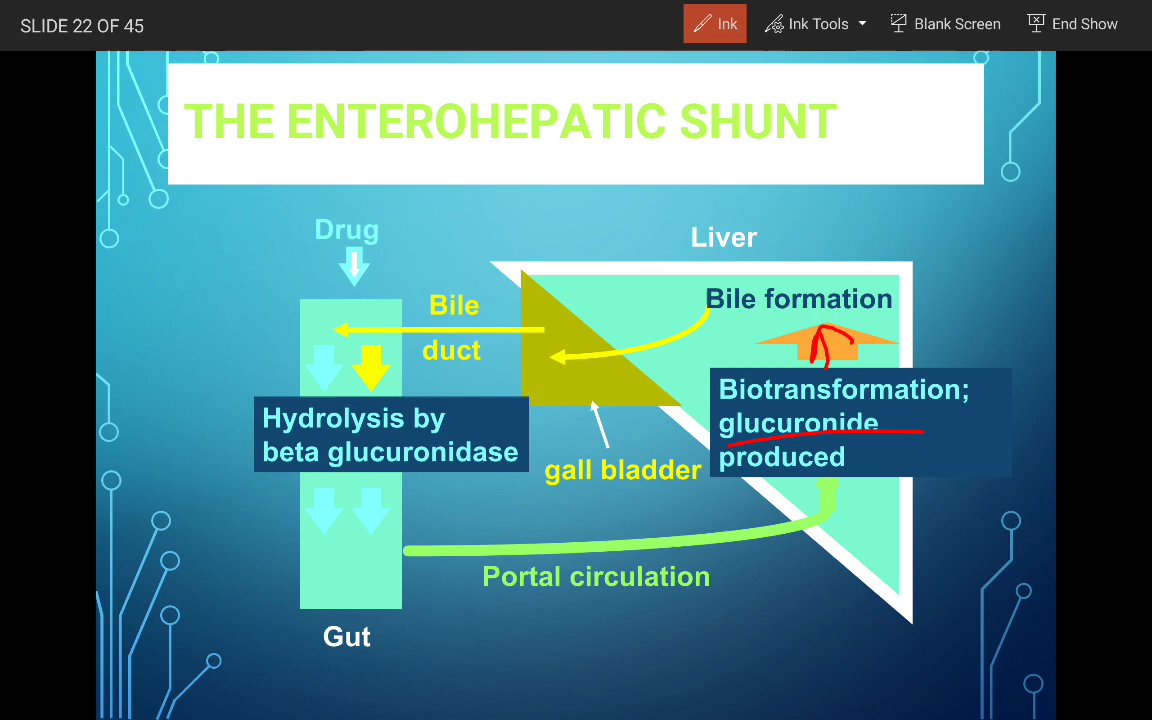 SLIDE 22 OF 45
Ink
Ink Tools
Blank Screen
End Show
THE ENTEROHEPATIC SHUNT
Drug
Liver
Bile
duct
Bile formation
Hydrolysis by
beta glucuronidase
gall bladder
Biotransformation;
glucuronide
produced
Portal circulation
Gut